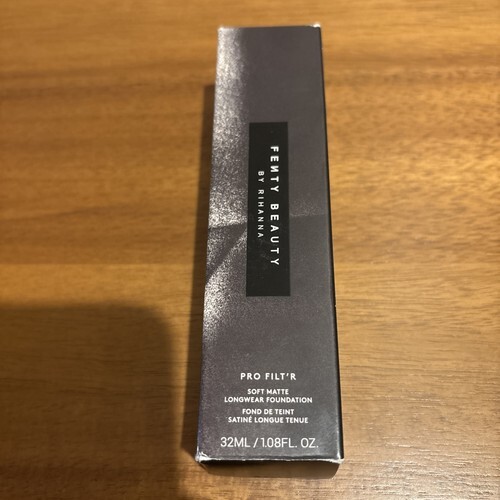 FEИTY BEAUTY
BY RIHANNA
PRO FILT'R
SOFT MATTE
LONGWEAR FOUNDATION
FOND DE TEINT
SATINÉ LONGUE TENUE
32ML / 1.08FL. OZ.